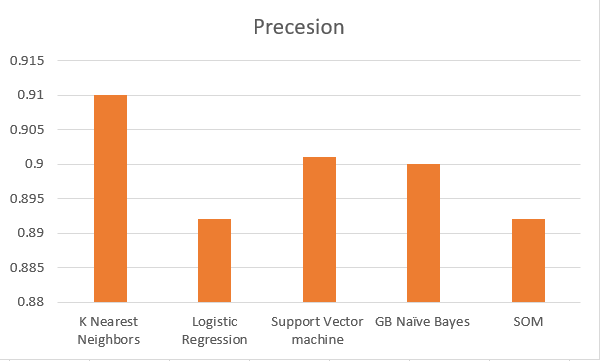 Precesion
0.915
0.91
0.905
0.9
0.895
0.89
0.885
0.88
K Nearest
Neighbors
Logistic
Regression
Support Vector
machine
GB Naïve Bayes
SOM